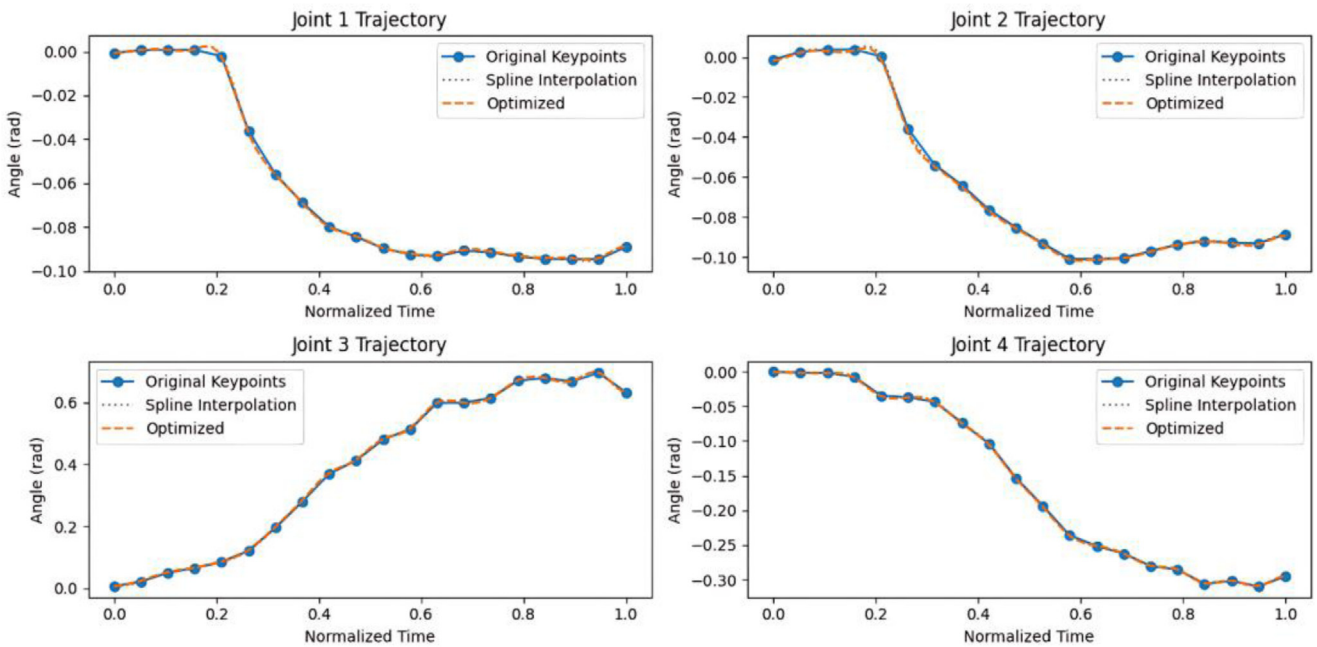 Joint 1 Trajectory
Angle (rad)
0.00
−0.02
−0.04
−0.06
−0.08
−0.10
Original Keypoints
Spline Interpolation
Optimized
0.0 0.2 0.4 0.6 0.8 1.0
Normalized Time
Joint 2 Trajectory
Angle (rad)
0.00
−0.02
−0.04
−0.06
−0.08
−0.10
Original Keypoints
Spline Interpolation
Optimized
0.0 0.2 0.4 0.6 0.8 1.0
Normalized Time
Joint 3 Trajectory
Angle (rad)
0.6
0.4
0.2
0.0
Original Keypoints
Spline Interpolation
Optimized
0.0 0.2 0.4 0.6 0.8 1.0
Normalized Time
Joint 4 Trajectory
Angle (rad)
0.00
−0.05
−0.10
−0.15
−0.20
−0.25
−0.30
Original Keypoints
Spline Interpolation
Optimized
0.0 0.2 0.4 0.6 0.8 1.0
Normalized Time